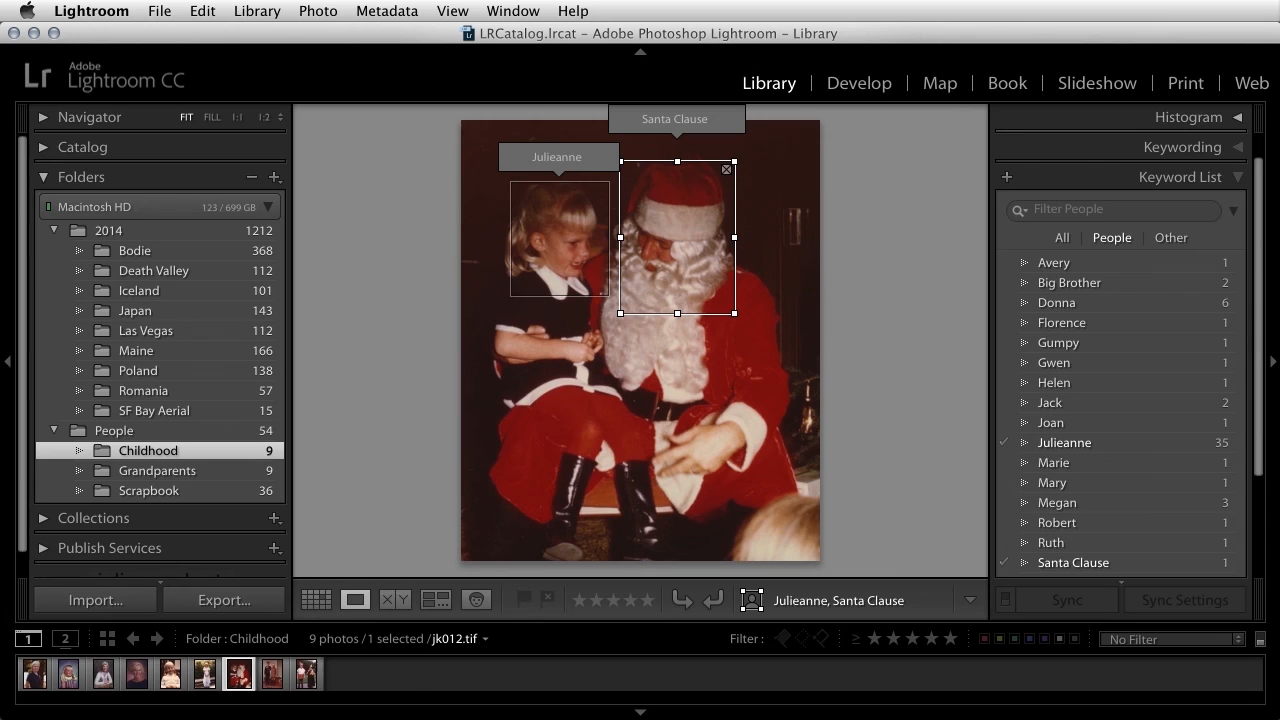 Lightroom File Edit Library Photo Metadata View Window Help
LRCatalog.lrcat – Adobe Photoshop Lightroom – Library
Lr Adobe Lightroom CC
Library Develop Map Book Slideshow Print Web
Navigator FIT FILL 1:1 1:2
Catalog
Folders
Macintosh HD 123 / 699 GB
2014 1212
Bodie 368
Death Valley 112
Iceland 101
Japan 143
Las Vegas 112
Maine 166
Poland 138
Romania 57
SF Bay Aerial 15
People 54
Childhood 9
Grandparents 9
Scrapbook 36
Collections
Publish Services
Import... Export...
Santa Clause
Julieanne
X Y
Julieanne, Santa Clause
Histogram
Keywording
Keyword List
Filter People
All People Other
Avery 1
Big Brother 2
Donna 6
Florence 1
Gumpy 1
Gwen 1
Helen 1
Jack 2
Joan 1
Julieanne 35
Marie 1
Mary 1
Megan 3
Robert 1
Ruth 1
Santa Clause 1
Sync Sync Settings
1 2 Folder : Childhood 9 photos / 1 selected / jk012.tif Filter : ≥ No Filter